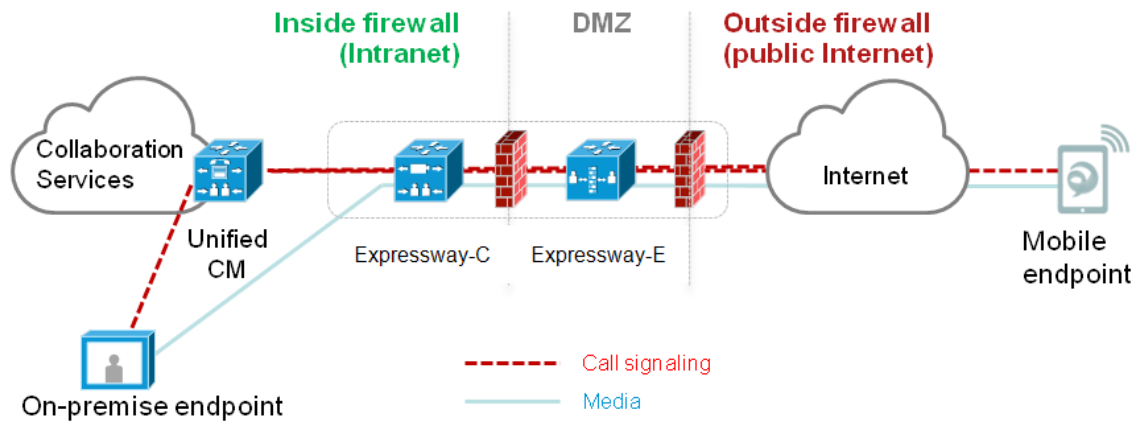 Inside firewall
(Intranet)
DMZ
Outside firewall
(public Internet)
Collaboration
Services
Unified
CM
Expressway-C
Expressway-E
Internet
Mobile
endpoint
On-premise endpoint
Call signaling
Media